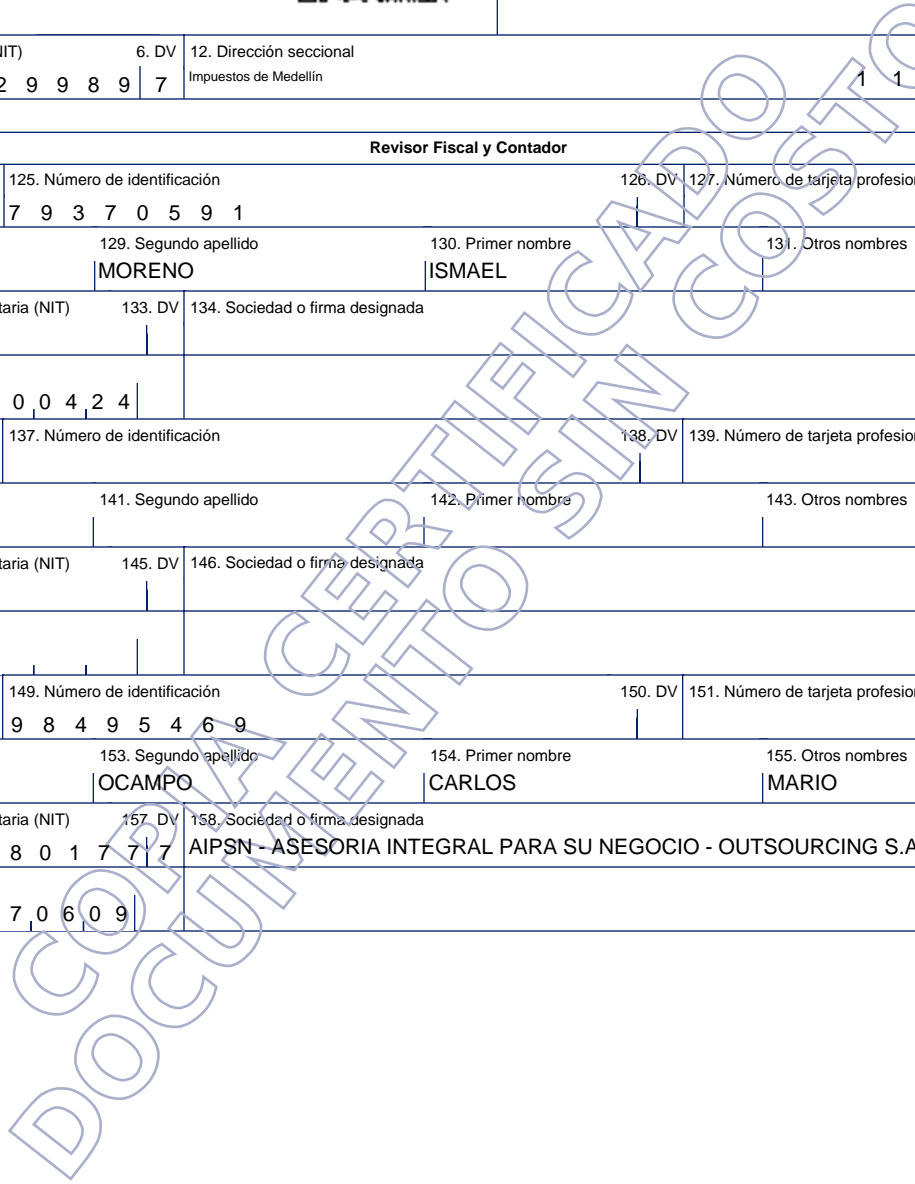 NIT) 6. DV 12. Dirección seccional
2 9 9 8 9 7 Impuestos de Medellín 1 1
Revisor Fiscal y Contador
125. Número de identificación 126. DV 127. Número de tarjeta profesion
7 9 3 7 0 5 9 1
129. Segundo apellido 130. Primer nombre 131. Otros nombres
MORENO ISMAEL
taria (NIT) 133. DV 134. Sociedad o firma designada
0 0 4 2 4
137. Número de identificación 138. DV 139. Número de tarjeta profesion
141. Segundo apellido 142. Primer nombre 143. Otros nombres
taria (NIT) 145. DV 146. Sociedad o firma designada
149. Número de identificación 150. DV 151. Número de tarjeta profesion
9 8 4 9 5 4 6 9
153. Segundo apellido 154. Primer nombre 155. Otros nombres
OCAMPO CARLOS MARIO
taria (NIT) 157. DV 158. Sociedad o firma designada
8 0 1 7 7 7 AIPSN - ASESORIA INTEGRAL PARA SU NEGOCIO - OUTSOURCING S.A
7 0 6 0 9
COPIA CERTIFICADO
DOCUMENTO SIN COSTO